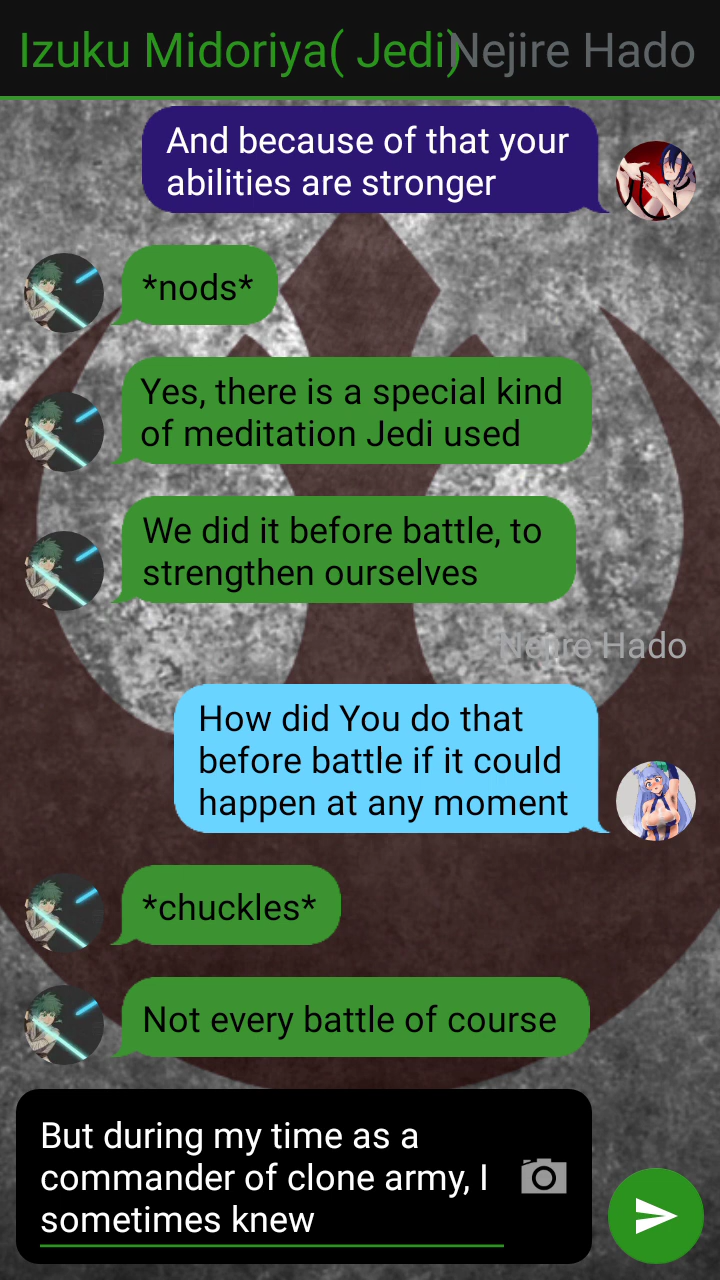 Izuku Midoriya( Jedi)
Nejire Hado
And because of that your
abilities are stronger
*nods*
Yes, there is a special kind
of meditation Jedi used
We did it before battle, to
strengthen ourselves
Nejire Hado
How did You do that
before battle if it could
happen at any moment
*chuckles*
Not every battle of course
But during my time as a
commander of clone army, I
sometimes knew